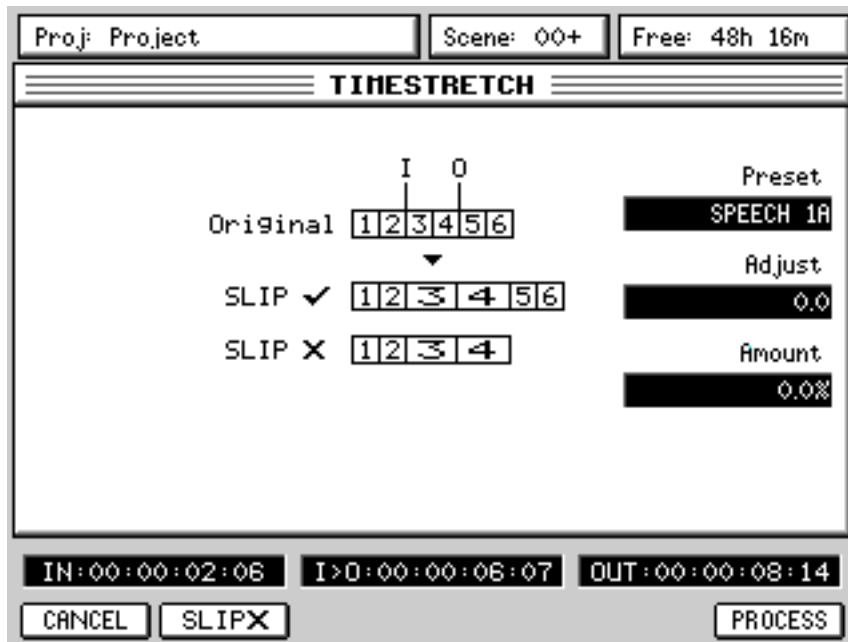 Proj: Project
Scene: 00+
Free: 48h 16m
TIMESTRETCH
I O
Original 1 2 3 4 5 6
SLIP ✓ 1 2 3 4 5 6
SLIP X 1 2 3 4
Preset
SPEECH 1A
Adjust
0.0
Amount
0.0%
IN:00:00:02:06
I>O:00:00:06:07
OUT:00:00:08:14
CANCEL
SLIPX
PROCESS